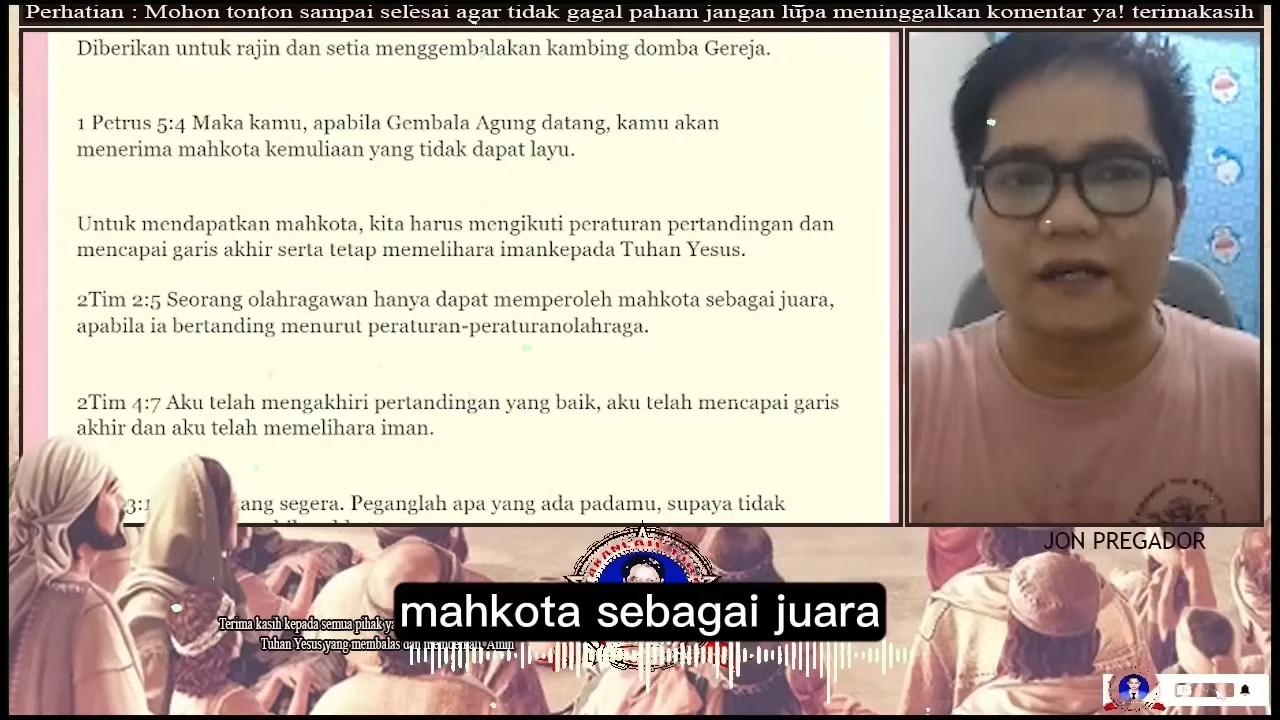 Perhatian : Mohon tonton sampai selesai agar tidak gagal paham jangan lupa meninggalkan komentar ya! terimakasih
Diberikan untuk rajin dan setia menggembalakan kambing domba Gereja.
1 Petrus 5:4 Maka kamu, apabila Gembala Agung datang, kamu akan
menerima mahkota kemuliaan yang tidak dapat layu.
Untuk mendapatkan mahkota, kita harus mengikuti peraturan pertandingan dan
mencapai garis akhir serta tetap memelihara imankepada Tuhan Yesus.
2Tim 2:5 Seorang olahragawan hanya dapat memperoleh mahkota sebagai juara,
apabila ia bertanding menurut peraturan-peraturanolahraga.
2Tim 4:7 Aku telah mengakhiri pertandingan yang baik, aku telah mencapai garis
akhir dan aku telah memelihara iman.
segera. Peganglah apa yang ada padamu, supaya tidak
JON PREGADOR
mahkota sebagai juara
Terima kasih kepada semua pihak
Tuhan Yesus yang membalas dan Amin